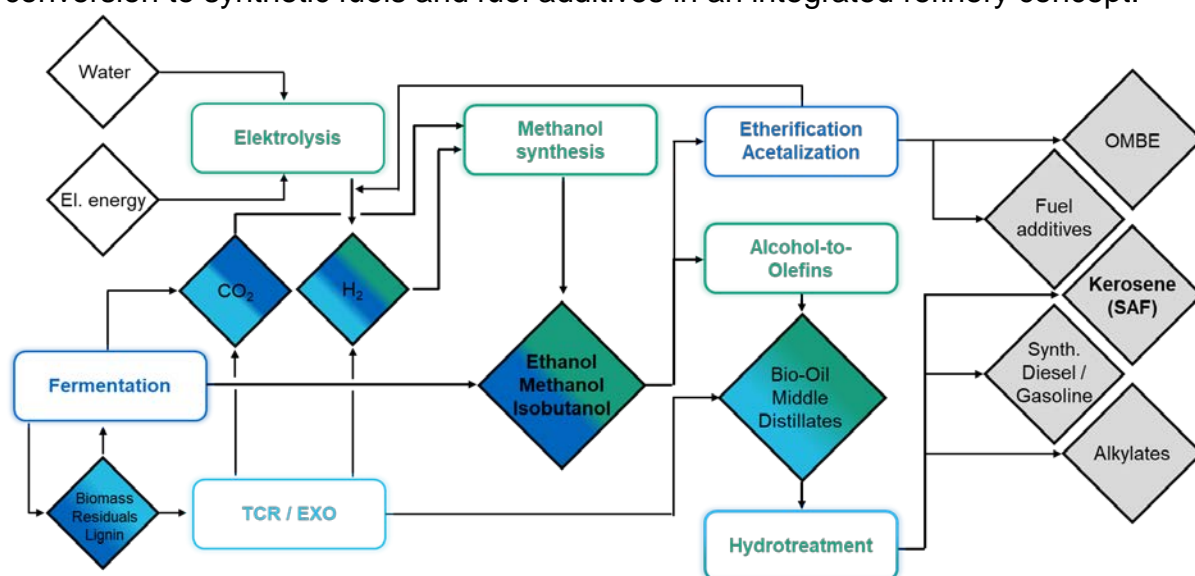 conversion to synthetic fuels and fuel additives in an integrated refinery concept.
Water
Elektrolysis
Methanol
synthesis
Etherification
Acetalization
OMBE
El. energy
Fuel
additives
Alcohol-to-
Olefins
CO₂
H₂
Kerosene
(SAF)
Fermentation
Ethanol
Methanol
Isobutanol
Bio-Oil
Middle
Distillates
Synth.
Diesel /
Gasoline
Alkylates
Biomass
Residuals
Lignin
TCR / EXO
Hydrotreatment